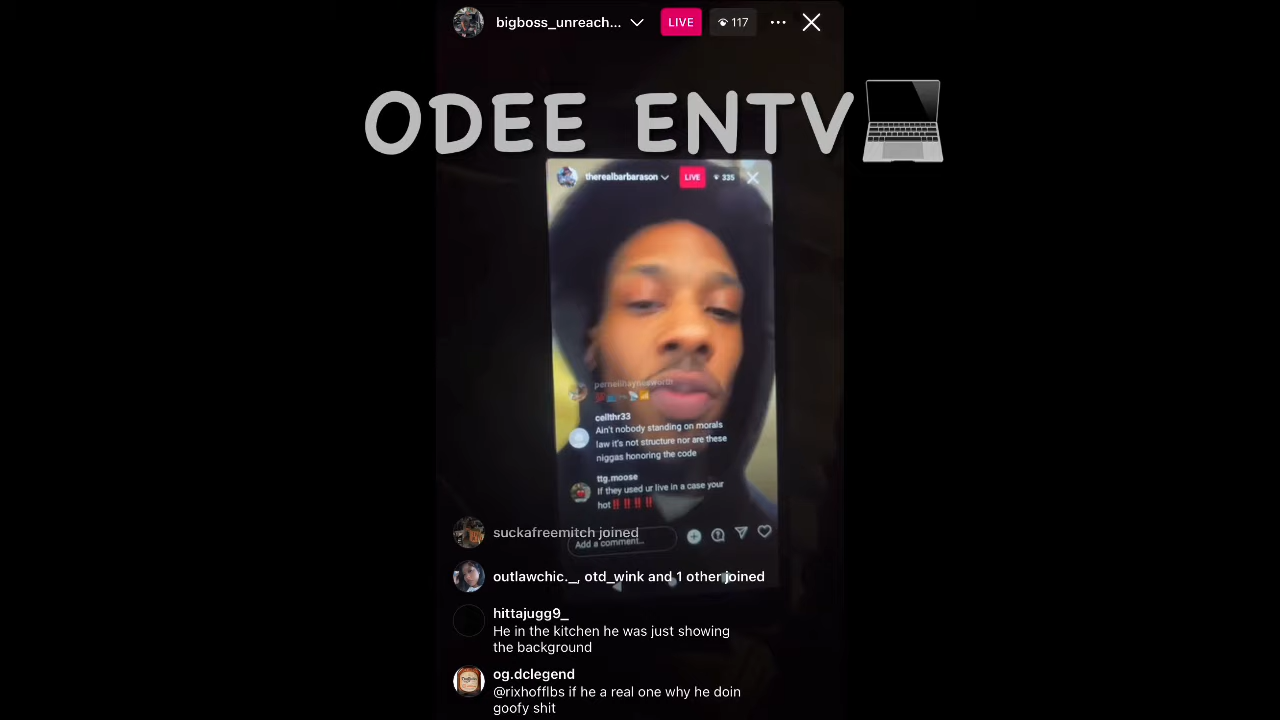 bigboss_unreach...
LIVE
117
ODEE ENTV
therealbarbarason
LIVE
335
cellthr33
Ain't nobody standing on morals
law it's not structure nor are these
niggas honoring the code
ttg.moose
If they used ur live in a case your
hot‼️‼️‼️‼️
Add a comment...
suckafreemitch joined
outlawchic._, otd_wink and 1 other joined
hittajugg9_
He in the kitchen he was just showing
the background
og.dclegend
@rixhofflbs if he a real one why he doin
goofy shit